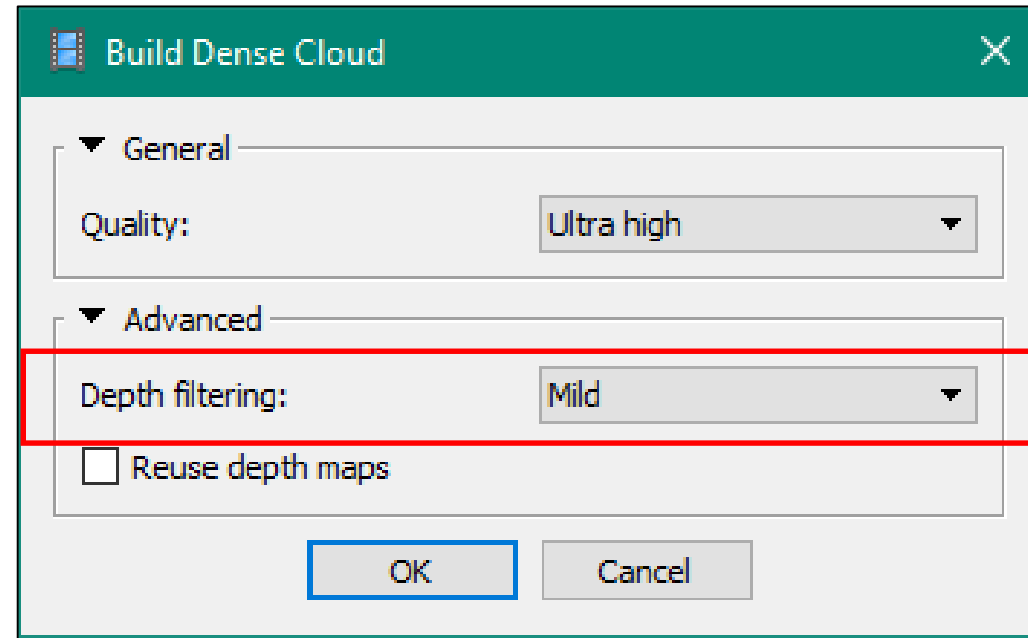 Build Dense Cloud
General
Quality: Ultra high
Advanced
Depth filtering: Mild
Reuse depth maps
OK Cancel